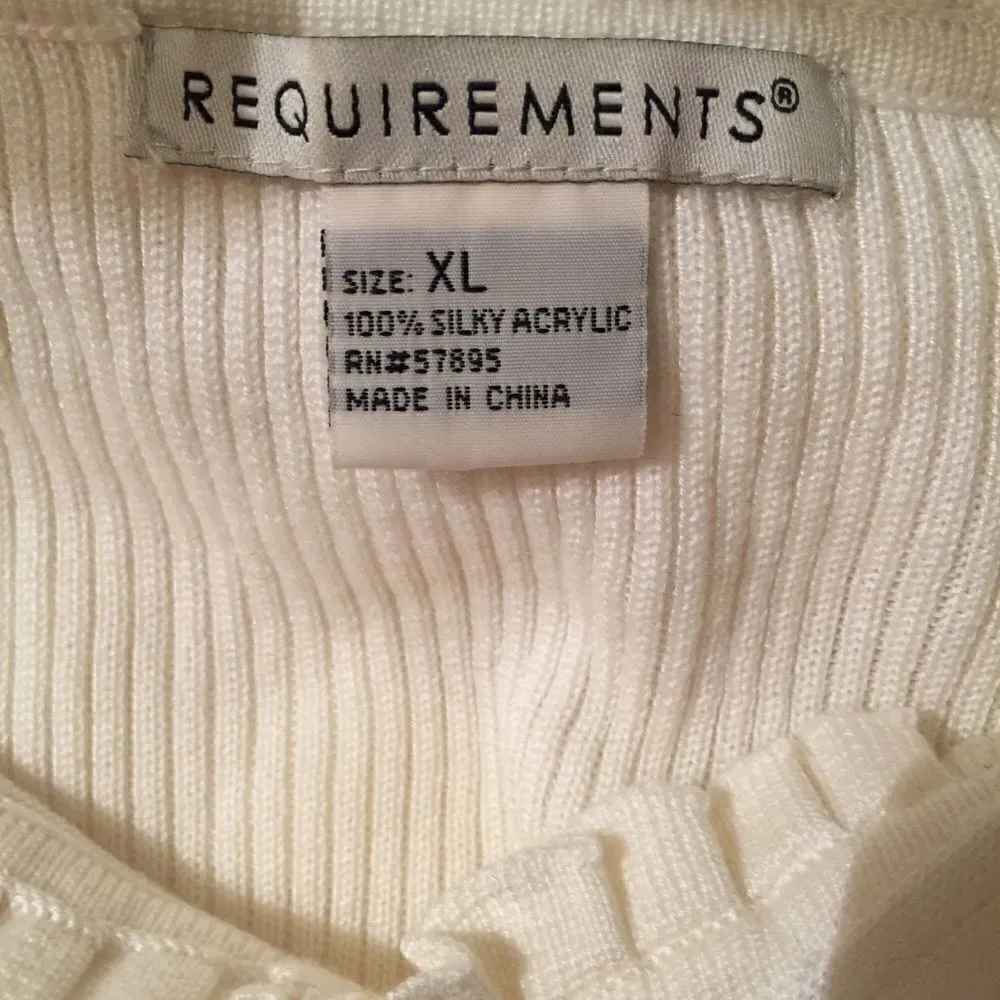 REQUIREMENTS®
SIZE: XL
100% SILKY ACRYLIC
RN#57895
MADE IN CHINA